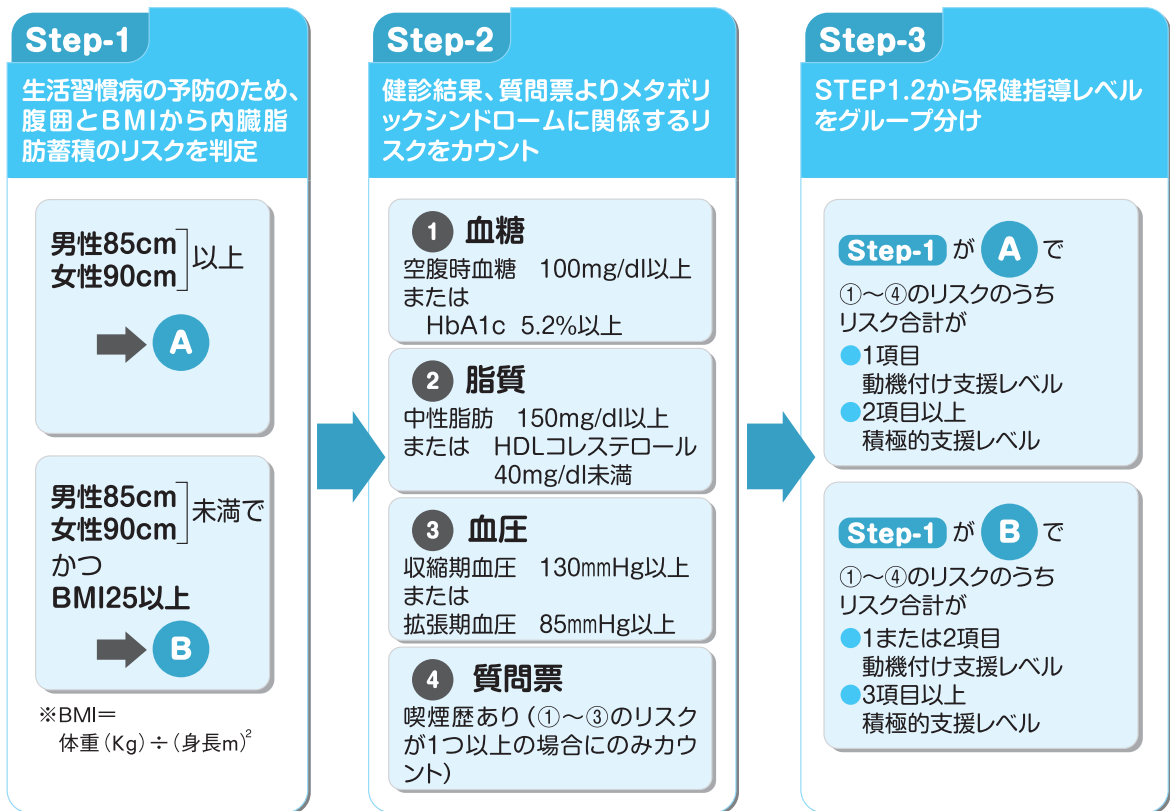 Step-1
生活習慣病の予防のため、
腹囲とBMIから内臓脂
肪蓄積のリスクを判定
男性85cm
女性90cm
以上
A
男性85cm
女性90cm
未満で
かつ
BMI25以上
B
※BMI＝
体重(Kg)÷(身長m)²
Step-2
健診結果、質問票よりメタボリ
ックシンドロームに関係するリ
スクをカウント
1 血糖
空腹時血糖 100mg/dl以上
または
HbA1c 5.2%以上
2 脂質
中性脂肪 150mg/dl以上
または HDLコレステロール
40mg/dl未満
3 血圧
収縮期血圧 130mmHg以上
または
拡張期血圧 85mmHg以上
4 質問票
喫煙歴あり(①〜③のリスク
が1つ以上の場合にのみカウ
ント)
Step-3
STEP1.2から保健指導レベル
をグループ分け
Step-1 が A で
①〜④のリスクのうち
リスク合計が
●1項目
動機付け支援レベル
●2項目以上
積極的支援レベル
Step-1 が B で
①〜④のリスクのうち
リスク合計が
●1または2項目
動機付け支援レベル
●3項目以上
積極的支援レベル